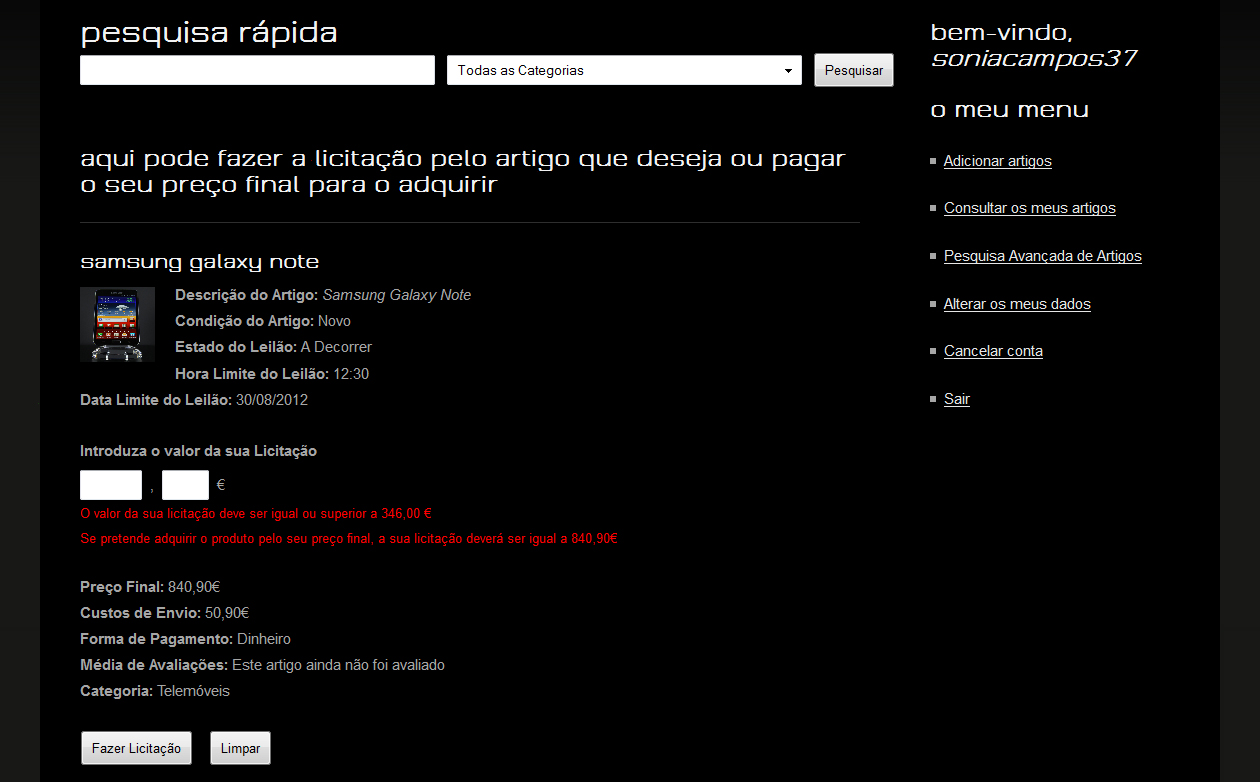 pesquisa rápida
Todas as Categorias
Pesquisar
aqui pode fazer a licitação pelo artigo que deseja ou pagar
o seu preço final para o adquirir
samsung galaxy note
Descrição do Artigo: Samsung Galaxy Note
Condição do Artigo: Novo
Estado do Leilão: A Decorrer
Hora Limite do Leilão: 12:30
Data Limite do Leilão: 30/08/2012
Introduza o valor da sua Licitação
, €
O valor da sua licitação deve ser igual ou superior a 346,00 €
Se pretende adquirir o produto pelo seu preço final, a sua licitação deverá ser igual a 840,90€
Preço Final: 840,90€
Custos de Envio: 50,90€
Forma de Pagamento: Dinheiro
Média de Avaliações: Este artigo ainda não foi avaliado
Categoria: Telemóveis
Fazer Licitação
Limpar
bem-vindo,
soniacampos37
o meu menu
Adicionar artigos
Consultar os meus artigos
Pesquisa Avançada de Artigos
Alterar os meus dados
Cancelar conta
Sair